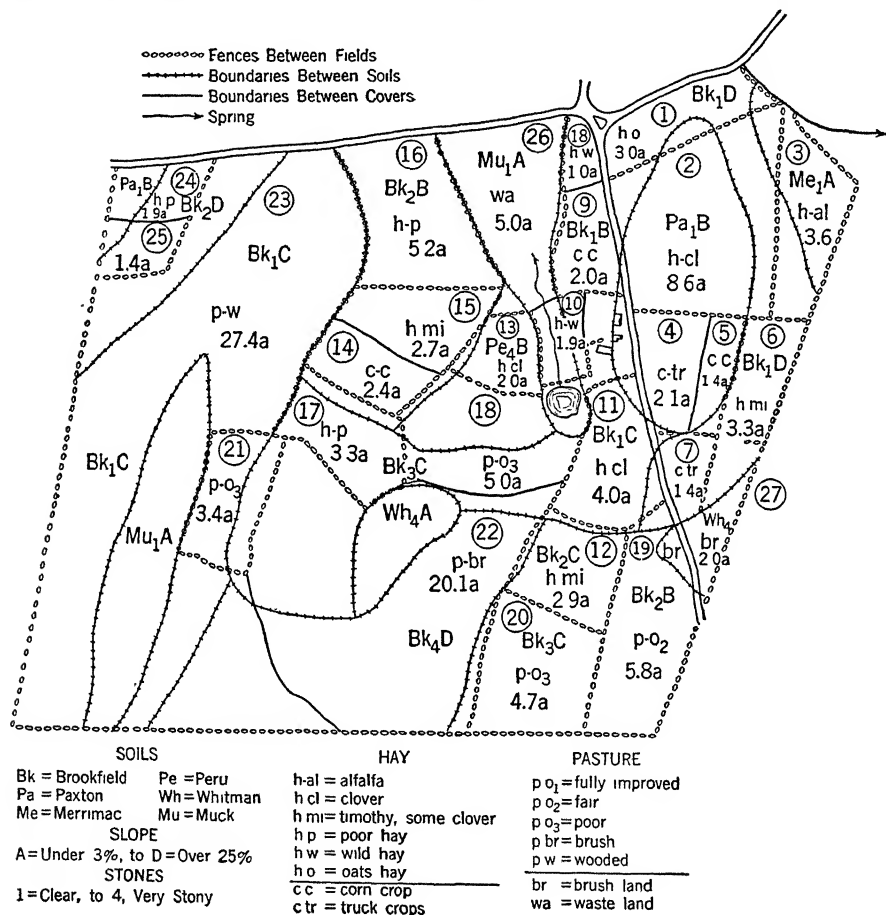 Fences Between Fields
Boundaries Between Soils
Boundaries Between Covers
Spring
1
Bk₁D
h o
3 0a
18
h w
1 0a
26
Mu₁A
wa
5.0a
16
Bk₂B
h-p
5 2a
24
Pa₁B
h p
1 9a
Bk₂D
25
1.4a
23
Bk₁C
p-w
27.4a
2
Pa₁B
h-cl
8 6a
3
Me₁A
h-al
3.6
9
Bk₁B
c c
2.0a
10
h-w
1.9a
15
h mi
2.7a
14
c-c
2.4a
13
Pe₄B
h cl
2 0a
4
c-tr
2 1a
5
c c
1 4a
6
Bk₁D
h mi
3.3a
17
h-p
3 3a
Bk₃C
18
p-o₃
5 0a
11
Bk₁C
h cl
4.0a
7
c tr
1 4a
27
Wh₄
br
2 0a
21
p-o₃
3.4a
Bk₁C
Mu₁A
Wh₄A
22
p-br
20.1a
Bk₄D
12
Bk₂C
h mi
2 9a
19
br
Bk₂B
p-o₂
5.8a
20
Bk₃C
p-o₃
4.7a
SOILS
Bk = Brookfield Pe = Peru
Pa = Paxton Wh = Whitman
Me = Merrimac Mu = Muck
SLOPE
A = Under 3%, to D = Over 25%
STONES
1 = Clear, to 4, Very Stony
HAY
h-al = alfalfa
h cl = clover
h mi = timothy, some clover
h p = poor hay
h w = wild hay
h o = oats hay
c c = corn crop
c tr = truck crops
PASTURE
p o₁ = fully improved
p o₂ = fair
p o₃ = poor
p br = brush
p w = wooded
br = brush land
wa = waste land